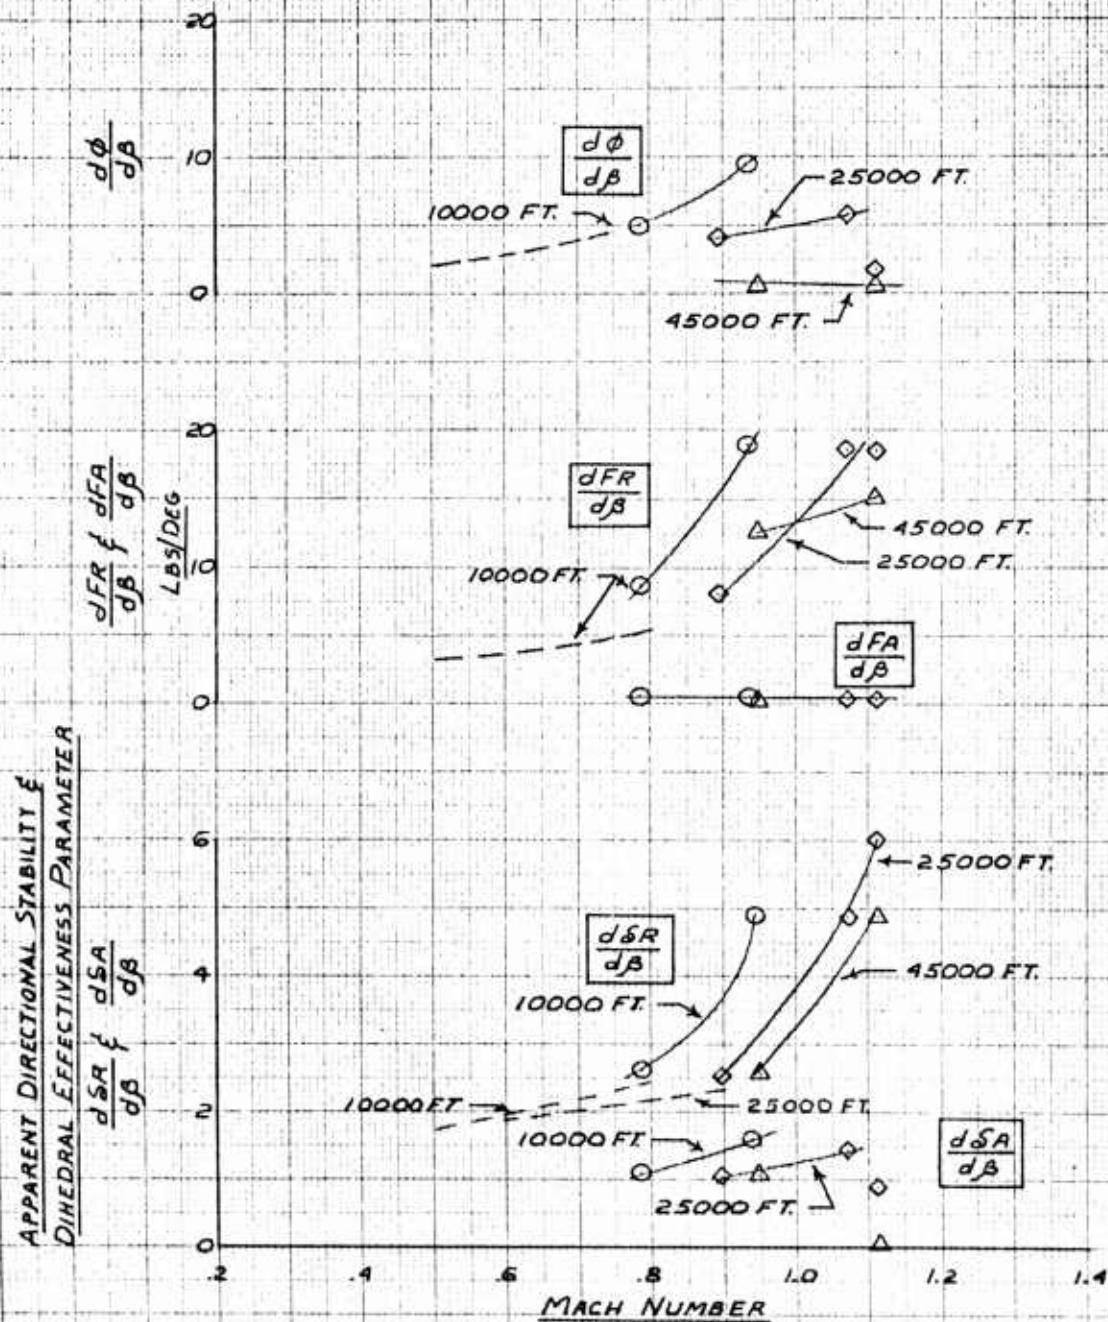 20
10
0
dφ
dβ
dφ
dβ
10000 FT.
25000 FT.
45000 FT.
20
10
0
dFR & dFA
dβ dβ
LBS/DEG
dFR
dβ
10000 FT.
45000 FT.
25000 FT.
dFA
dβ
APPARENT DIRECTIONAL STABILITY &
DIHEDRAL EFFECTIVENESS PARAMETER
dδR & dδA
dβ dβ
6
4
2
0
dδR
dβ
10000 FT.
25000 FT.
45000 FT.
10000 FT
25000 FT.
10000 FT.
25000 FT.
dδA
dβ
.2 .4 .6 .8 1.0 1.2 1.4
MACH NUMBER